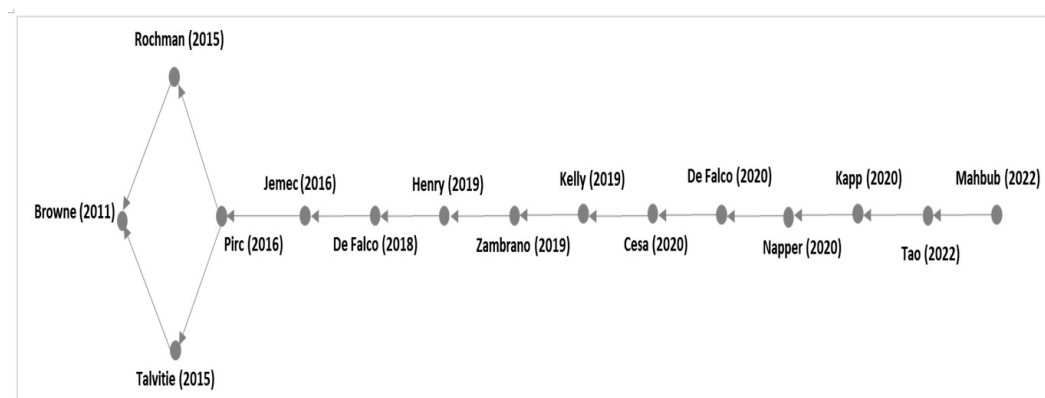 Rochman (2015)
Jemec (2016)
Henry (2019)
Kelly (2019)
De Falco (2020)
Kapp (2020)
Mahbub (2022)
Browne (2011)
Pirc (2016)
De Falco (2018)
Zambrano (2019)
Cesa (2020)
Napper (2020)
Tao (2022)
Talvitie (2015)